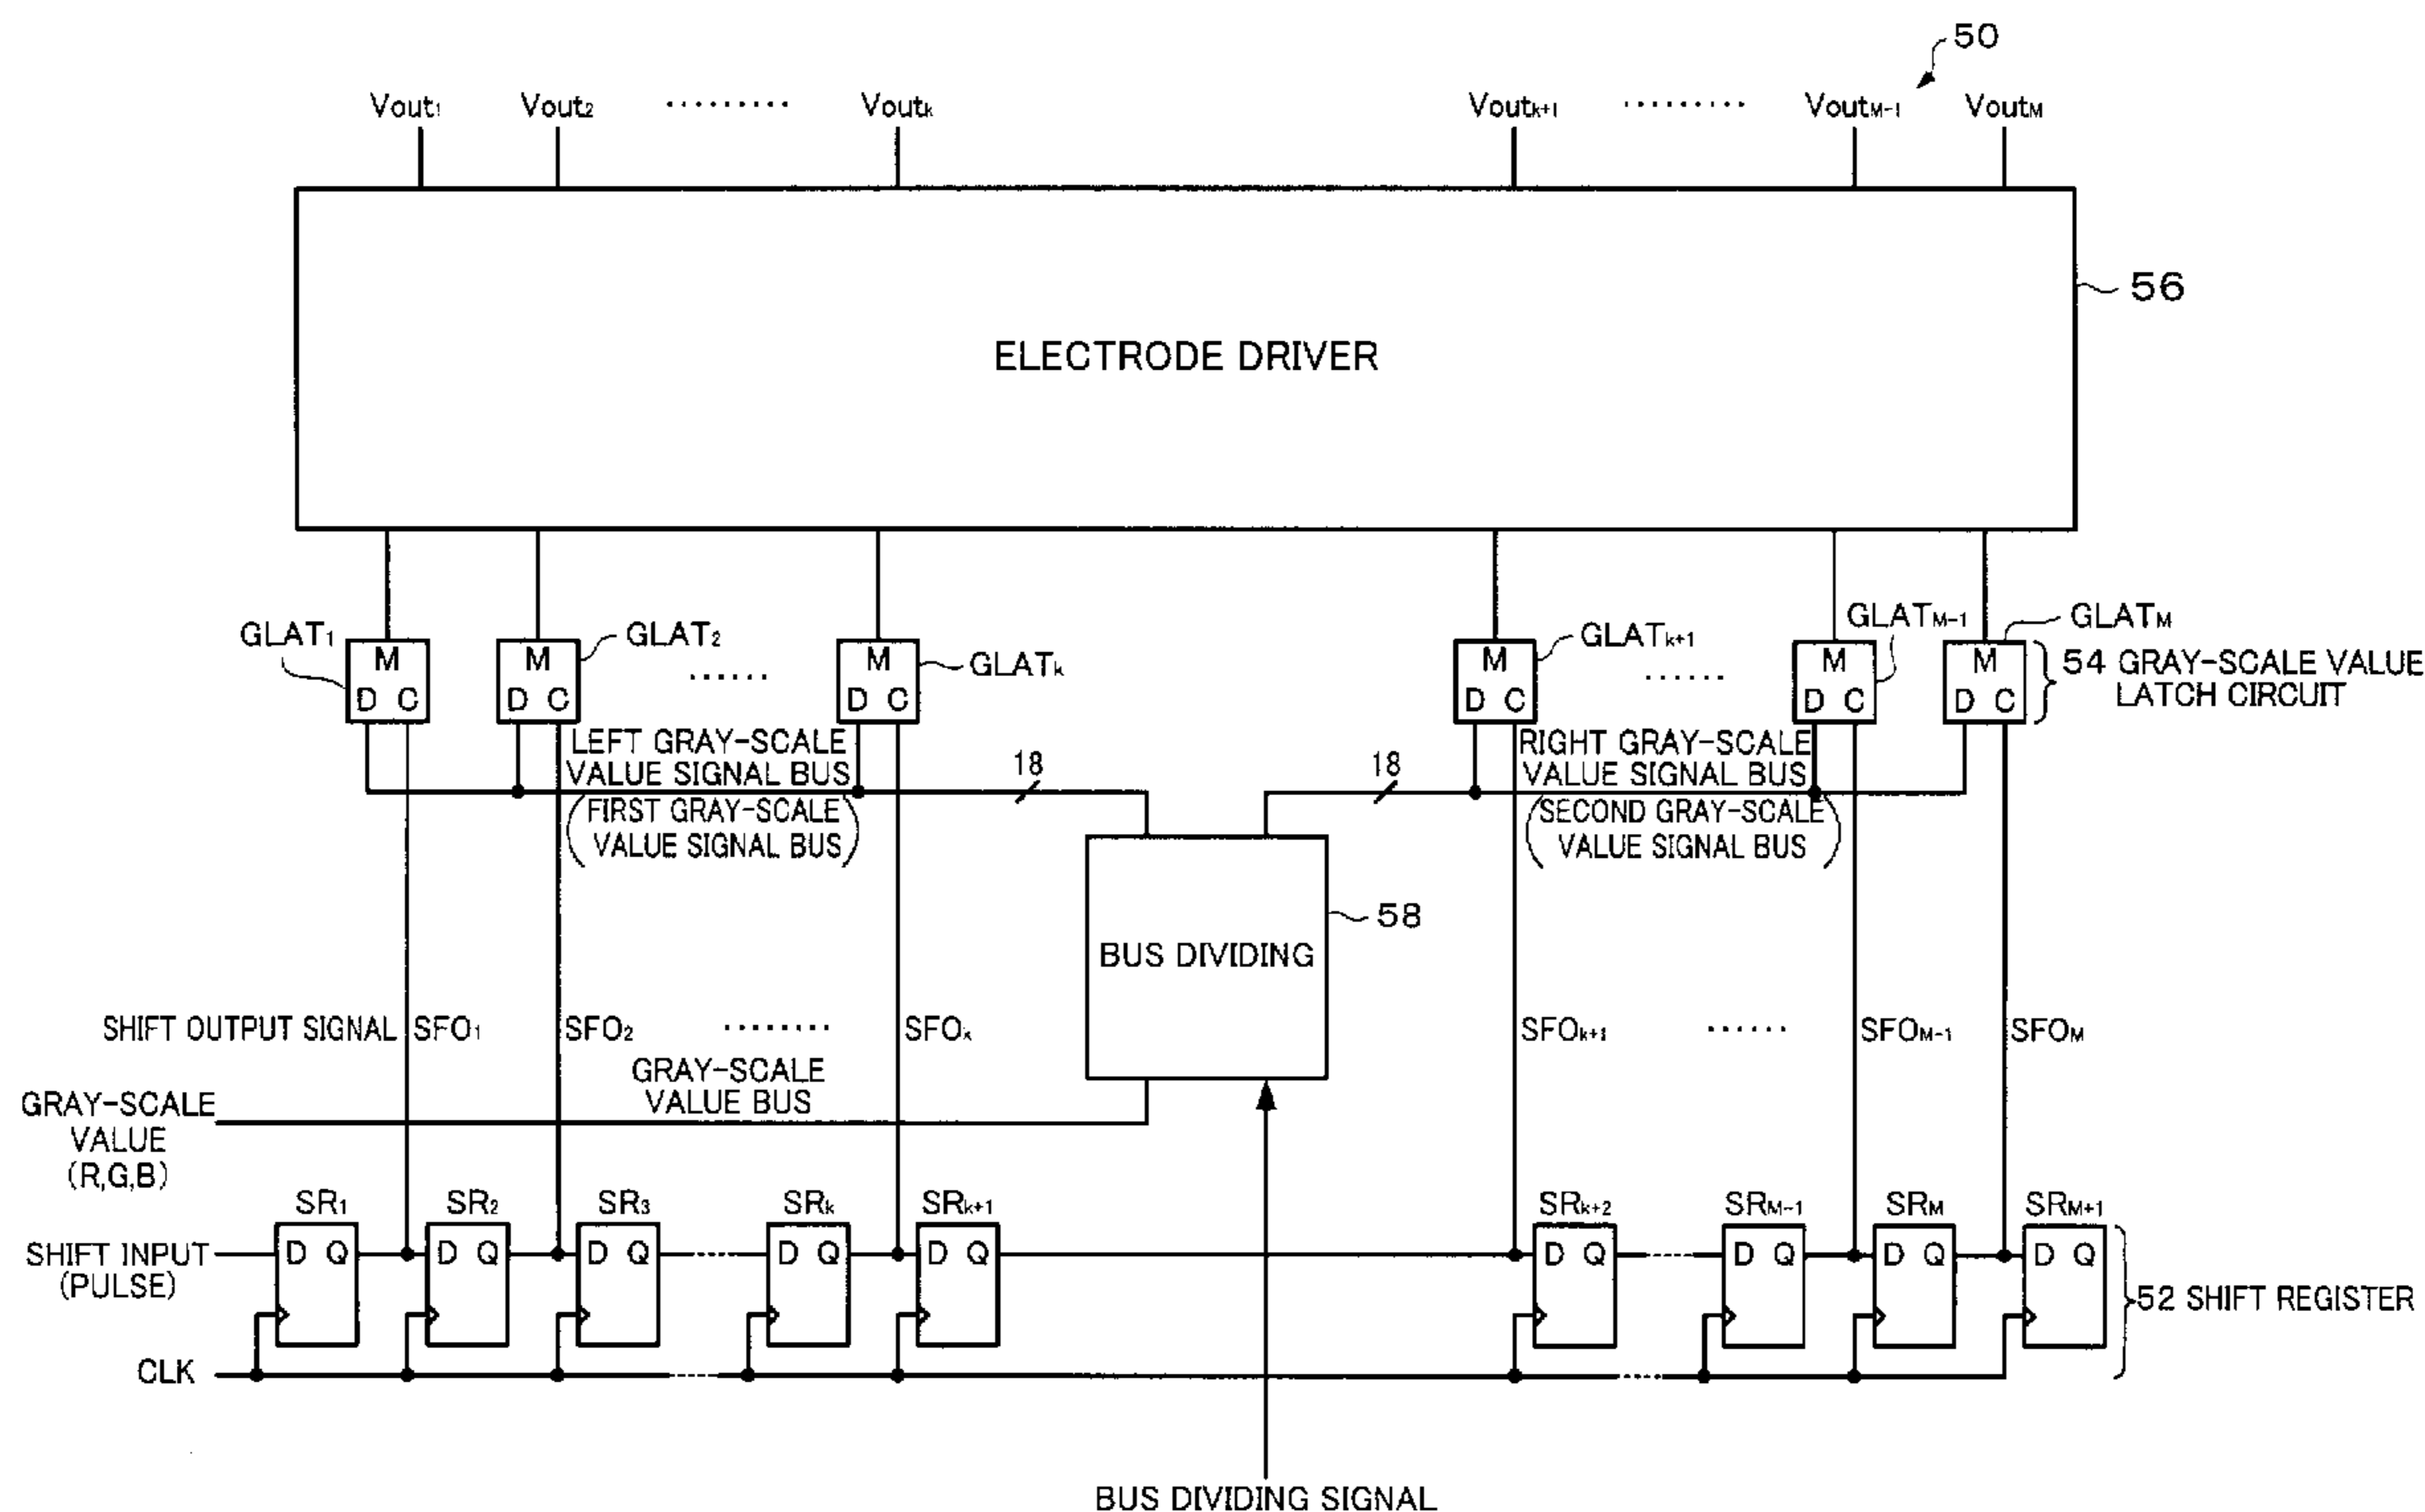 50
Vout1 Vout2 ········· Voutk Voutk+1 ········· VoutM-1 VoutM
56
ELECTRODE DRIVER
GLAT1 GLAT2 GLATk GLATk+1 GLATM-1 GLATM
M M M M M M
D C D C D C D C D C D C
······ ······
54 GRAY-SCALE VALUE
LATCH CIRCUIT
LEFT GRAY-SCALE
VALUE SIGNAL BUS
(FIRST GRAY-SCALE
VALUE SIGNAL BUS)
18
18
RIGHT GRAY-SCALE
VALUE SIGNAL BUS
(SECOND GRAY-SCALE
VALUE SIGNAL BUS)
58
BUS DIVIDING
SHIFT OUTPUT SIGNAL SFO1 SFO2 ········ SFOk SFOk+1 ······ SFOM-1 SFOM
GRAY-SCALE
VALUE BUS
GRAY-SCALE
VALUE
(R,G,B)
SR1 SR2 SR3 SRk SRk+1 SRk+2 SRM-1 SRM SRM+1
SHIFT INPUT
(PULSE)
D Q D Q D Q D Q D Q D Q D Q D Q D Q
52 SHIFT REGISTER
CLK
BUS DIVIDING SIGNAL